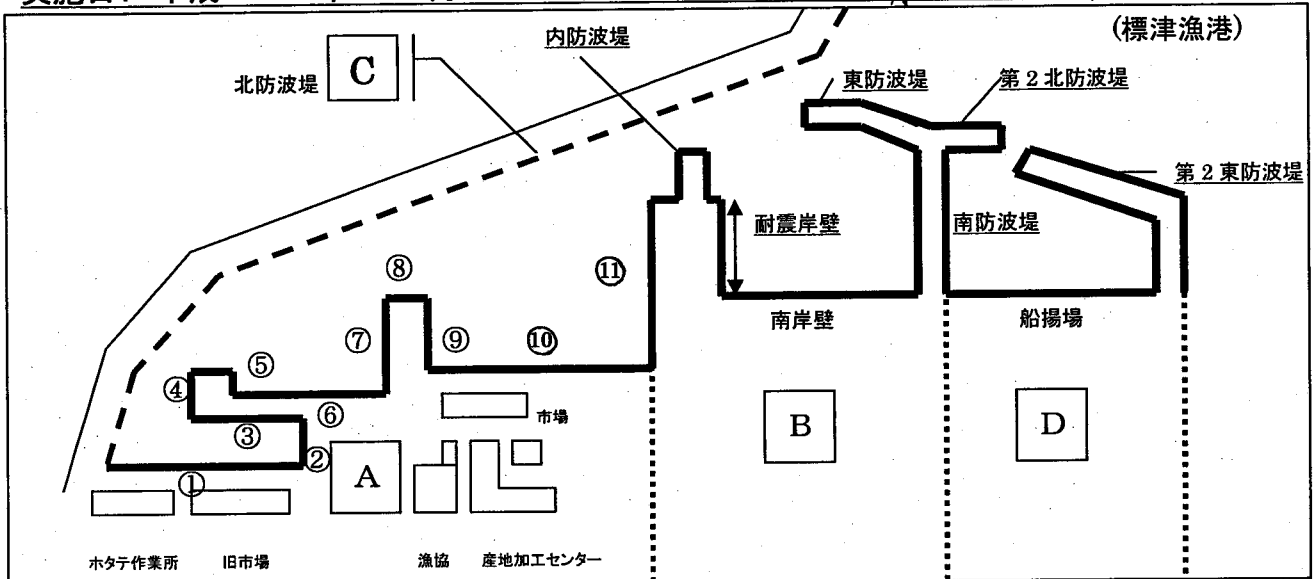 (標津漁港)
内防波堤
北防波堤
C
東防波堤
第2北防波堤
第2東防波堤
耐震岸壁
南防波堤
⑧
⑪
南岸壁
船揚場
⑦
⑨
⑩
⑤
④
⑥
市場
③
②
①
A
B
D
ホタテ作業所
旧市場
漁協
産地加工センター